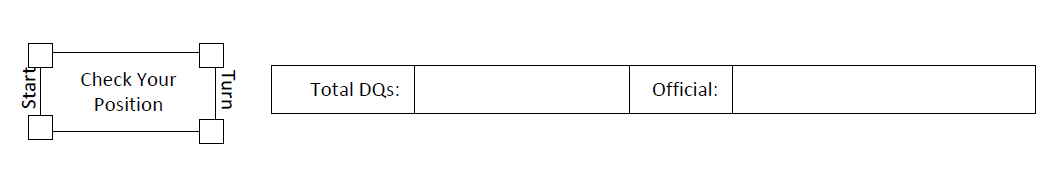 Start
Check Your
Position
Turn
Total DQs:
Official: